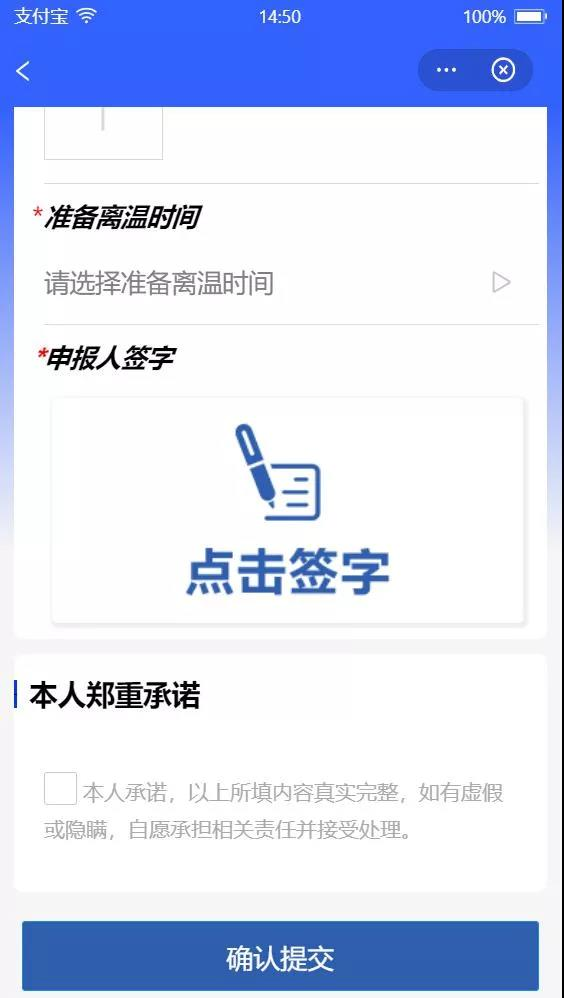 支付宝 14:50 100%
*准备离温时间
请选择准备离温时间
*申报人签字
点击签字
本人郑重承诺
本人承诺，以上所填内容真实完整，如有虚假
或隐瞒，自愿承担相关责任并接受处理。
确认提交